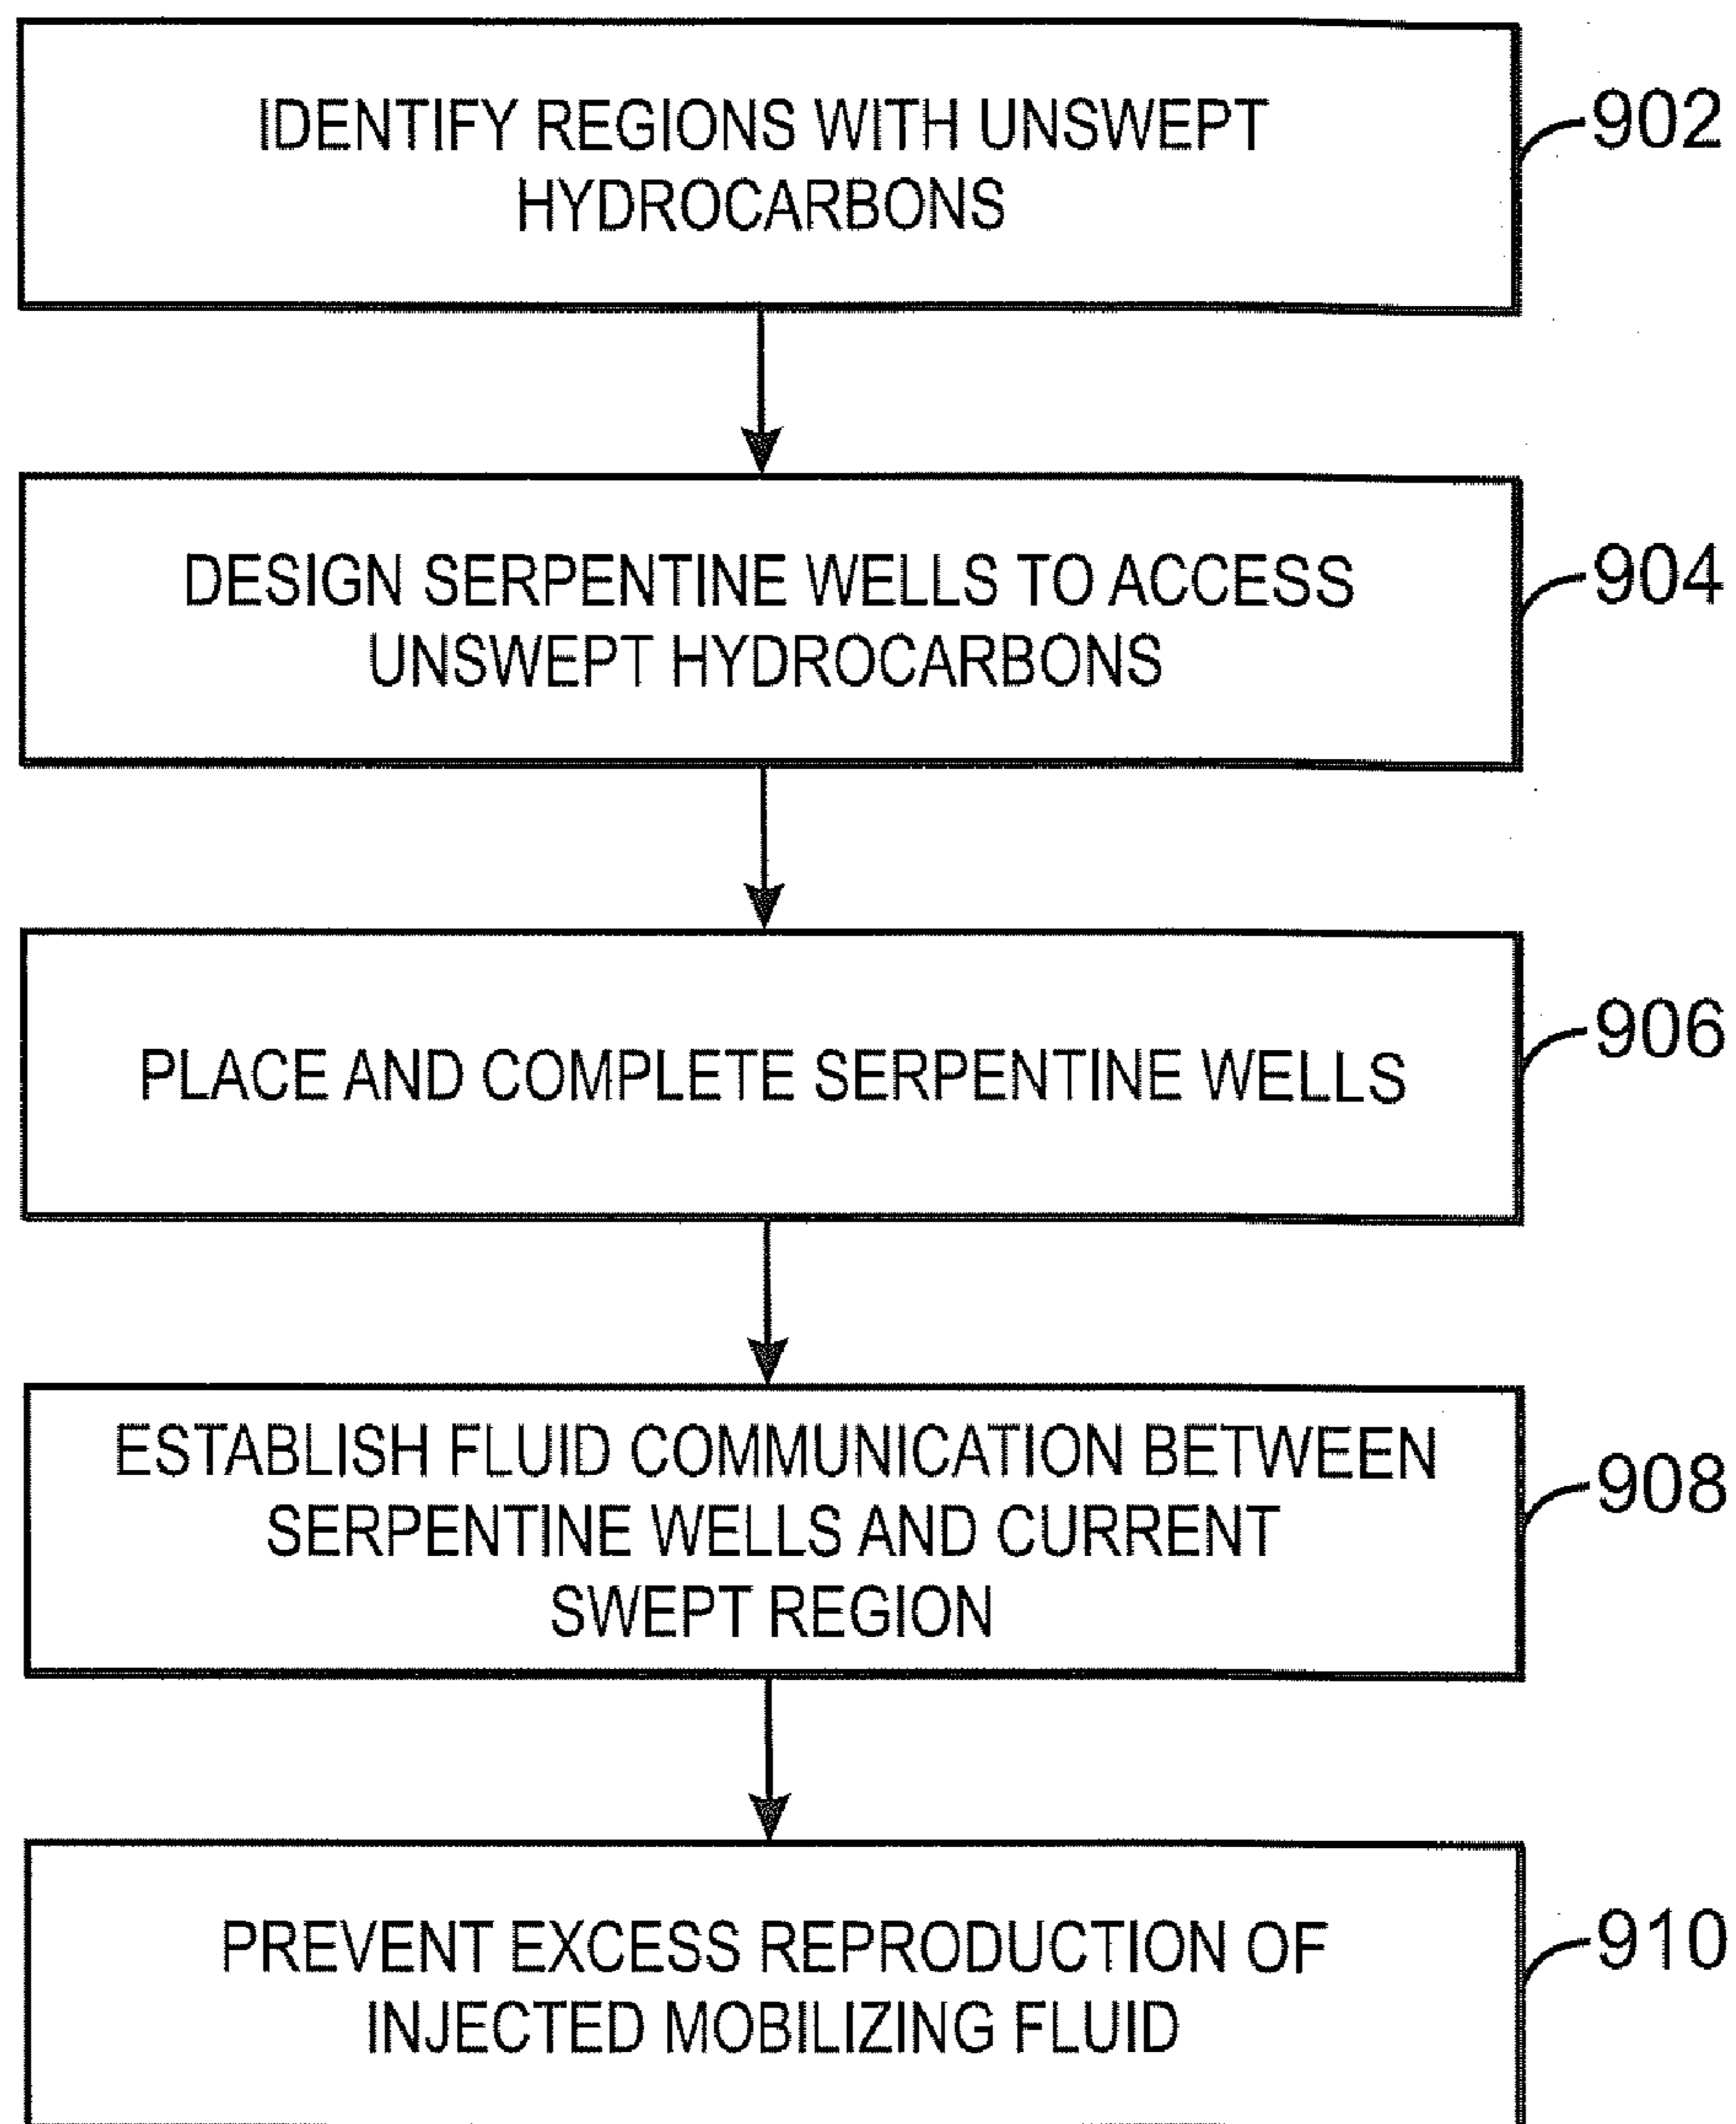 IDENTIFY REGIONS WITH UNSWEPT
HYDROCARBONS
902
DESIGN SERPENTINE WELLS TO ACCESS
UNSWEPT HYDROCARBONS
904
PLACE AND COMPLETE SERPENTINE WELLS
906
ESTABLISH FLUID COMMUNICATION BETWEEN
SERPENTINE WELLS AND CURRENT
SWEPT REGION
908
PREVENT EXCESS REPRODUCTION OF
INJECTED MOBILIZING FLUID
910